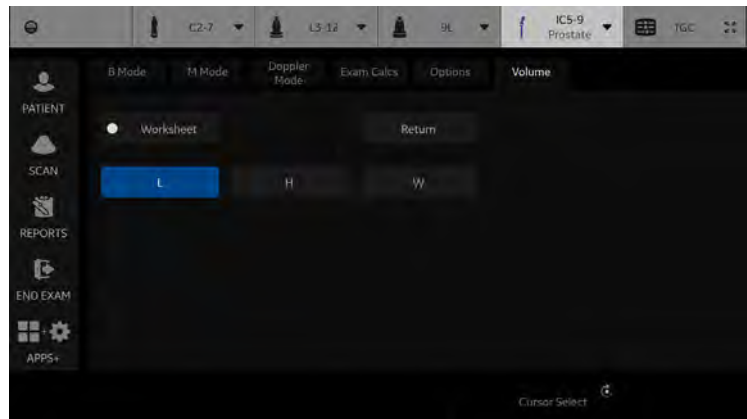 C2-7
L3-12
9L
IC5-9
Prostate
TGC
B Mode
M Mode
Doppler
Mode
Exam Calcs
Options
Volume
PATIENT
Worksheet
Return
SCAN
L
H
W
REPORTS
END EXAM
APPS+
Cursor Select